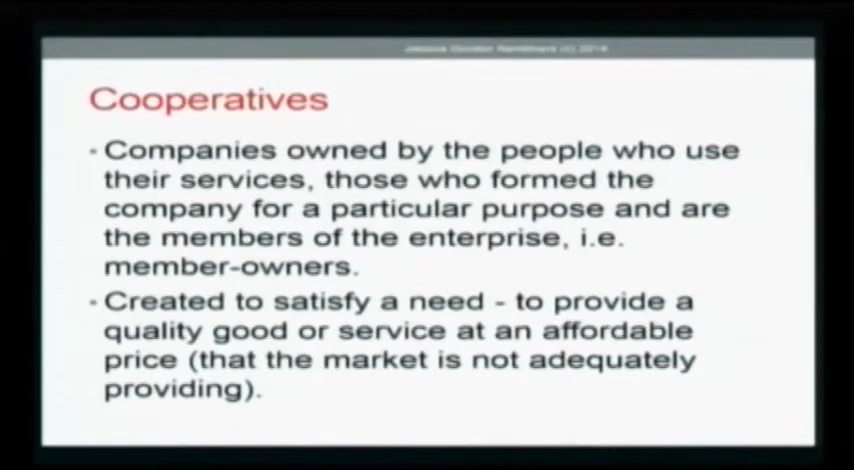 Cooperatives
• Companies owned by the people who use
their services, those who formed the
company for a particular purpose and are
the members of the enterprise, i.e.
member-owners.
• Created to satisfy a need - to provide a
quality good or service at an affordable
price (that the market is not adequately
providing).